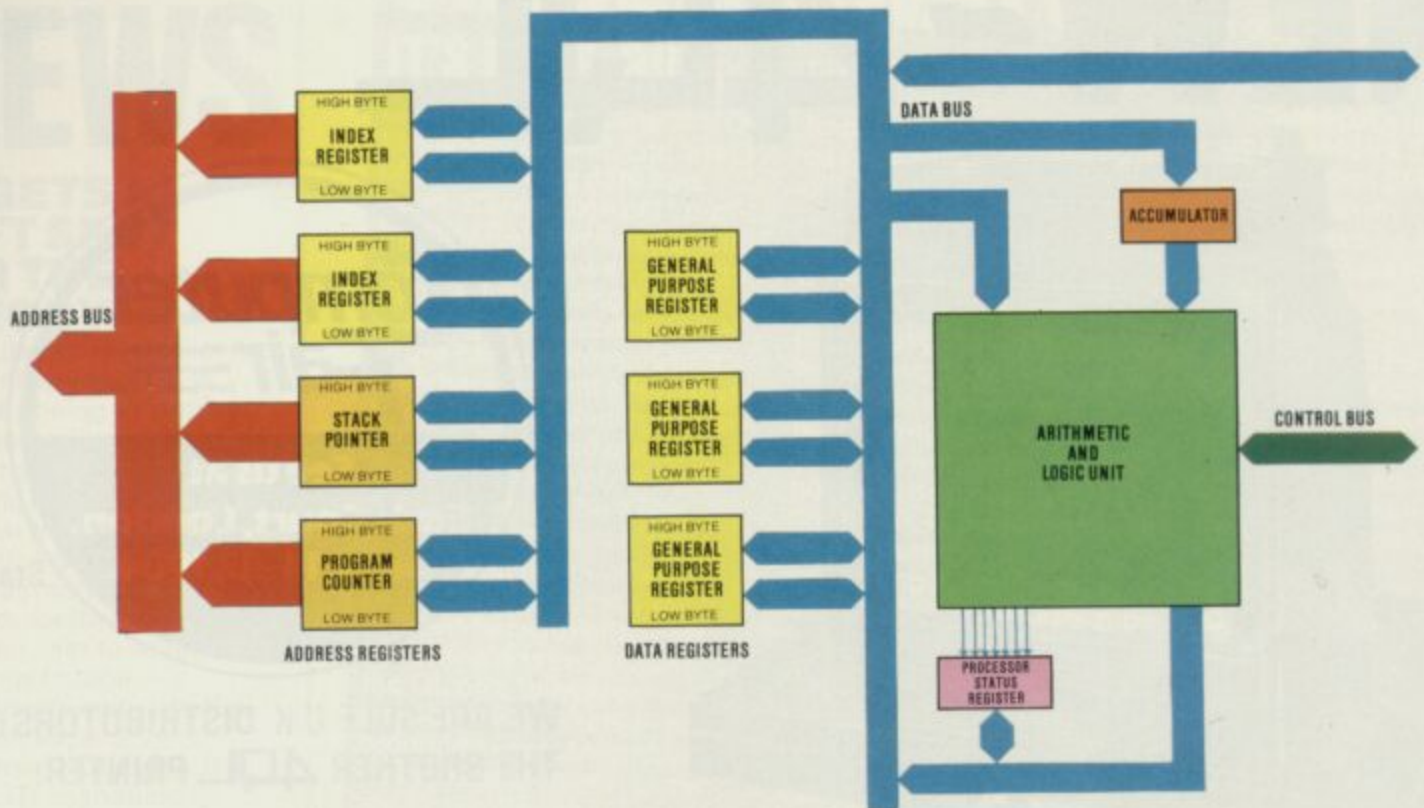 HIGH BYTE
INDEX
REGISTER
LOW BYTE
HIGH BYTE
INDEX
REGISTER
LOW BYTE
HIGH BYTE
STACK
POINTER
LOW BYTE
HIGH BYTE
PROGRAM
COUNTER
LOW BYTE
ADDRESS BUS
ADDRESS REGISTERS
HIGH BYTE
GENERAL
PURPOSE
REGISTER
LOW BYTE
HIGH BYTE
GENERAL
PURPOSE
REGISTER
LOW BYTE
HIGH BYTE
GENERAL
PURPOSE
REGISTER
LOW BYTE
DATA REGISTERS
DATA BUS
ACCUMULATOR
ARITHMETIC
AND
LOGIC UNIT
CONTROL BUS
PROCESSOR
STATUS
REGISTER